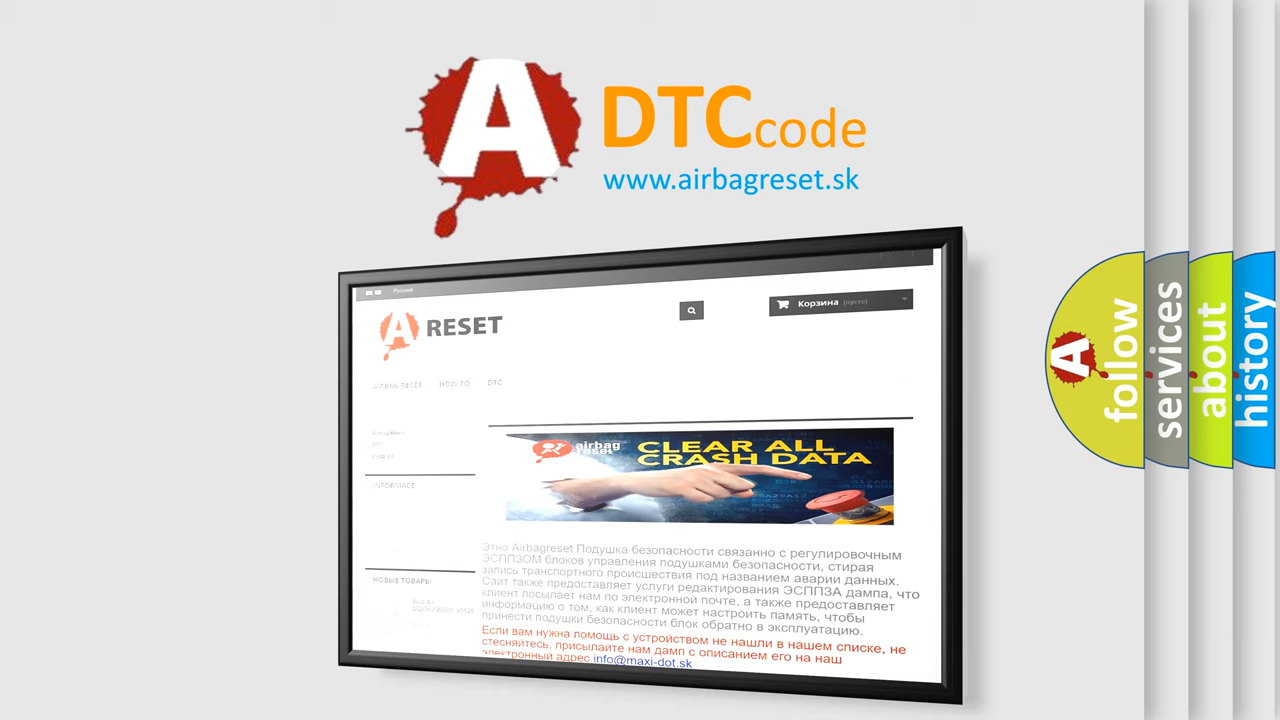 A DTCcode
www.airbagreset.sk
Русский
Корзина (пусто)
A RESET
AIRBAG RESET HOW TO DTC
INFORMACE
НОВЫЕ ТОВАРЫ
airbag
reset
CLEAR ALL
CRASH DATA
Этно Airbagreset Подушка безопасности связанно с регулировочным
ЭСППЗОМ блоков управления подушками безопасности, стирая
запись транспортного происшествия под названием аварии данных.
Сайт также предоставляет услуги редактирования ЭСППЗА дампа, что
клиент посылает нам по электронной почте, а также предоставляет
информацию о том, как клиент может настроить память, чтобы
принести подушки безопасности блок обратно в эксплуатацию.
Если вам нужна помощь с устройством не нашли в нашем списке, не
стесняйтесь, присылайте нам дамп с описанием его на наш
электронный адрес info@maxi-dot.sk
A follow
services
about
history